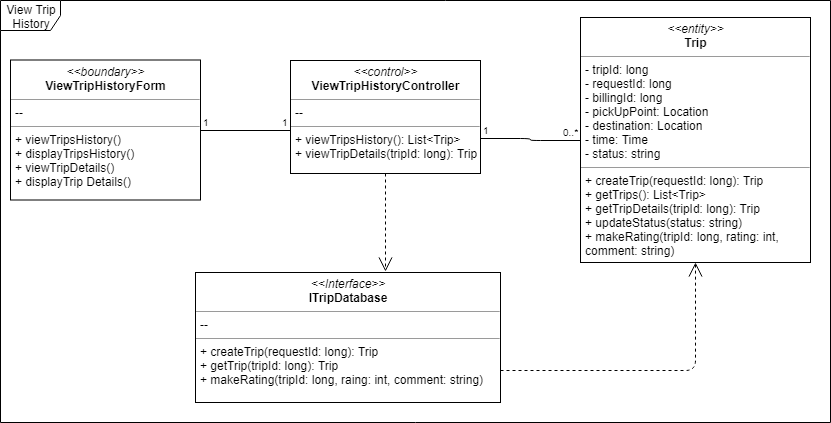 View Trip
History
<<boundary>>
ViewTripHistoryForm
--
+ viewTripsHistory()
+ displayTripsHistory()
+ viewTripDetails()
+ displayTrip Details()
1
1
<<control>>
ViewTripHistoryController
--
+ viewTripsHistory(): List<Trip>
+ viewTripDetails(tripId: long): Trip
1
0..*
<<entity>>
Trip
- tripId: long
- requestId: long
- billingId: long
- pickUpPoint: Location
- destination: Location
- time: Time
- status: string
+ createTrip(requestId: long): Trip
+ getTrips(): List<Trip>
+ getTripDetails(tripId: long): Trip
+ updateStatus(status: string)
+ makeRating(tripId: long, rating: int,
comment: string)
<<Interface>>
ITripDatabase
--
+ createTrip(requestId: long): Trip
+ getTrip(tripId: long): Trip
+ makeRating(tripId: long, raing: int, comment: string)